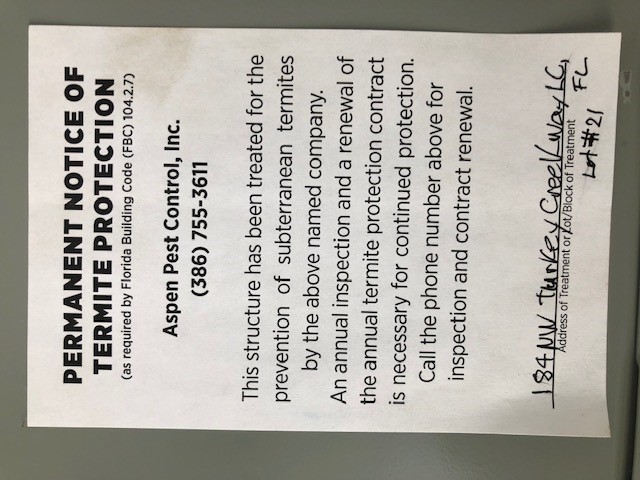 PERMANENT NOTICE OF
TERMITE PROTECTION
(as required by Florida Building Code (FBC) 104.2.7)
Aspen Pest Control, Inc.
(386) 755-3611
This structure has been treated for the
prevention of subterranean termites
by the above named company.
An annual inspection and a renewal of
the annual termite protection contract
is necessary for continued protection.
Call the phone number above for
inspection and contract renewal.
184 NW Turkey Creek Way LC, FL
Address of Treatment or Lot/Block of Treatment
Lot #21